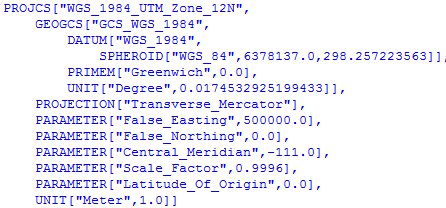 PROJCS["WGS_1984_UTM_Zone_12N",
GEOGCS["GCS_WGS_1984",
DATUM["WGS_1984",
SPHEROID["WGS_84",6378137.0,298.257223563]],
PRIMEM["Greenwich",0.0],
UNIT["Degree",0.0174532925199433]],
PROJECTION["Transverse_Mercator"],
PARAMETER["False_Easting",500000.0],
PARAMETER["False_Northing",0.0],
PARAMETER["Central_Meridian",-111.0],
PARAMETER["Scale_Factor",0.9996],
PARAMETER["Latitude_Of_Origin",0.0],
UNIT["Meter",1.0]]